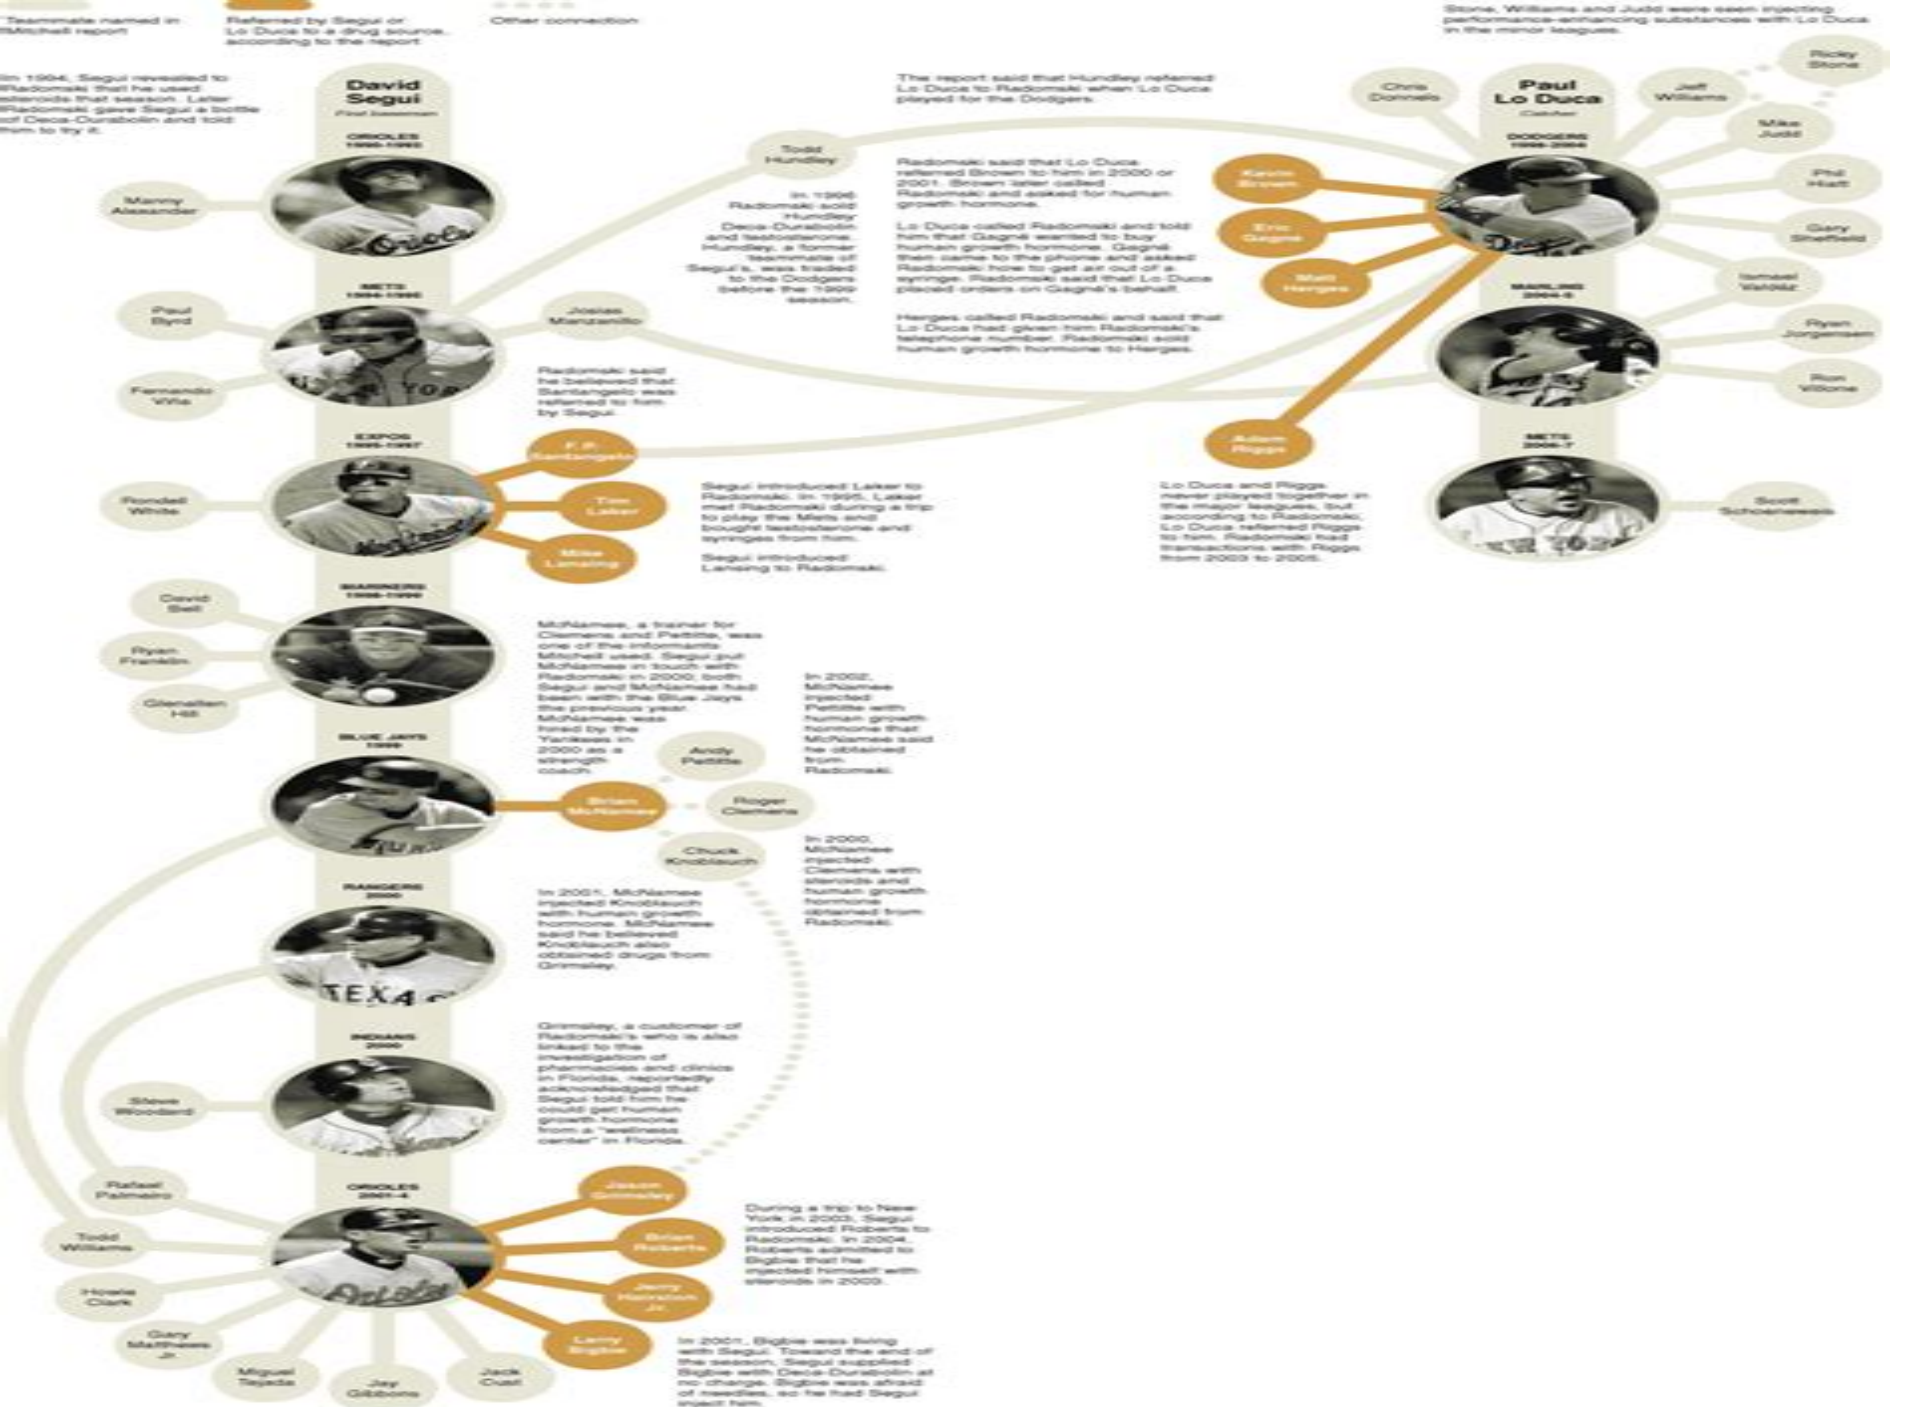 Teammate named in
Mitchell report
Referred by Segui or
Lo Duca to a drug source,
according to the report
Other connection
Stone, Williams and Judd were seen injecting
performance-enhancing substances with Lo Duca
in the minor leagues.
In 1994, Segui revealed to
Radomski that he used
steroids that season. Later
Radomski gave Segui a bottle
of Deca-Durabolin and told
him to try it.
David
Segui
First baseman
ORIOLES
1990-1993
Manny
Alexander
METS
1994-1995
Paul
Byrd
Fernando
Viña
Todd
Hundley
Josias
Manzanillo
In 1996
Radomski sold
Hundley
Deca-Durabolin
and testosterone.
Hundley, a former
teammate of
Segui's, was traded
to the Dodgers
before the 1999
season.
Radomski said
he believed that
Santangelo was
referred to him
by Segui.
EXPOS
1995-1997
Rondell
White
F.P.
Santangelo
Tim
Laker
Mike
Lansing
Segui introduced Laker to
Radomski. In 1995, Laker
met Radomski during a trip
to play the Mets and
bought testosterone and
syringes from him.
Segui introduced
Lansing to Radomski.
MARINERS
1998-1999
David
Bell
Ryan
Franklin
Glenallen
Hill
McNamee, a trainer for
Clemens and Pettitte, was
one of the informants
Mitchell used. Segui put
McNamee in touch with
Radomski in 2000; both
Segui and McNamee had
been with the Blue Jays
the previous year.
McNamee was
hired by the
Yankees in
2000 as a
strength
coach.
BLUE JAYS
1999
Brian
McNamee
Andy
Pettitte
Roger
Clemens
Chuck
Knoblauch
In 2002,
McNamee
injected
Pettitte with
human growth
hormone that
McNamee said
he obtained
from
Radomski.
In 2000,
McNamee
injected
Clemens with
steroids and
human growth
hormone
obtained from
Radomski.
RANGERS
2000
In 2001, McNamee
injected Knoblauch
with human growth
hormone. McNamee
said he believed
Knoblauch also
obtained drugs from
Grimsley.
INDIANS
2000
Steve
Woodard
Grimsley, a customer of
Radomski's who is also
linked to the
investigation of
pharmacies and clinics
in Florida, reportedly
acknowledged that
Segui told him he
could get human
growth hormone
from a "wellness
center" in Florida.
ORIOLES
2001-4
Rafael
Palmeiro
Todd
Williams
Howie
Clark
Gary
Matthews
Jr.
Miguel
Tejada
Jay
Gibbons
Jack
Cust
Jason
Grimsley
Brian
Roberts
Jerry
Hairston
Jr.
Larry
Bigbie
During a trip to New
York in 2003, Segui
introduced Roberts to
Radomski. In 2004,
Roberts admitted to
Bigbie that he
injected himself with
steroids in 2003.
In 2001, Bigbie was living
with Segui. Toward the end of
the season, Segui supplied
Bigbie with Deca-Durabolin at
no charge. Bigbie was afraid
of needles, so he had Segui
inject him.
The report said that Hundley referred
Lo Duca to Radomski when Lo Duca
played for the Dodgers.
Radomski said that Lo Duca
referred Brown to him in 2000 or
2001. Brown later called
Radomski and asked for human
growth hormone.
Lo Duca called Radomski and told
him that Gagné wanted to buy
human growth hormone. Gagné
then came to the phone and asked
Radomski how to get air out of a
syringe. Radomski said that Lo Duca
placed orders on Gagné's behalf.
Herges called Radomski and said that
Lo Duca had given him Radomski's
telephone number. Radomski sold
human growth hormone to Herges.
Paul
Lo Duca
Catcher
DODGERS
1998-2004
Chris
Donnels
Jeff
Williams
Ricky
Stone
Mike
Judd
Phil
Hiatt
Gary
Sheffield
Ismael
Valdéz
Kevin
Brown
Eric
Gagné
Matt
Herges
Adam
Riggs
MARLINS
2004-5
Ryan
Jorgensen
Ron
Villone
METS
2006-7
Scott
Schoeneweis
Lo Duca and Riggs
never played together in
the major leagues, but
according to Radomski,
Lo Duca referred Riggs
to him. Radomski had
transactions with Riggs
from 2003 to 2005.
TEXA